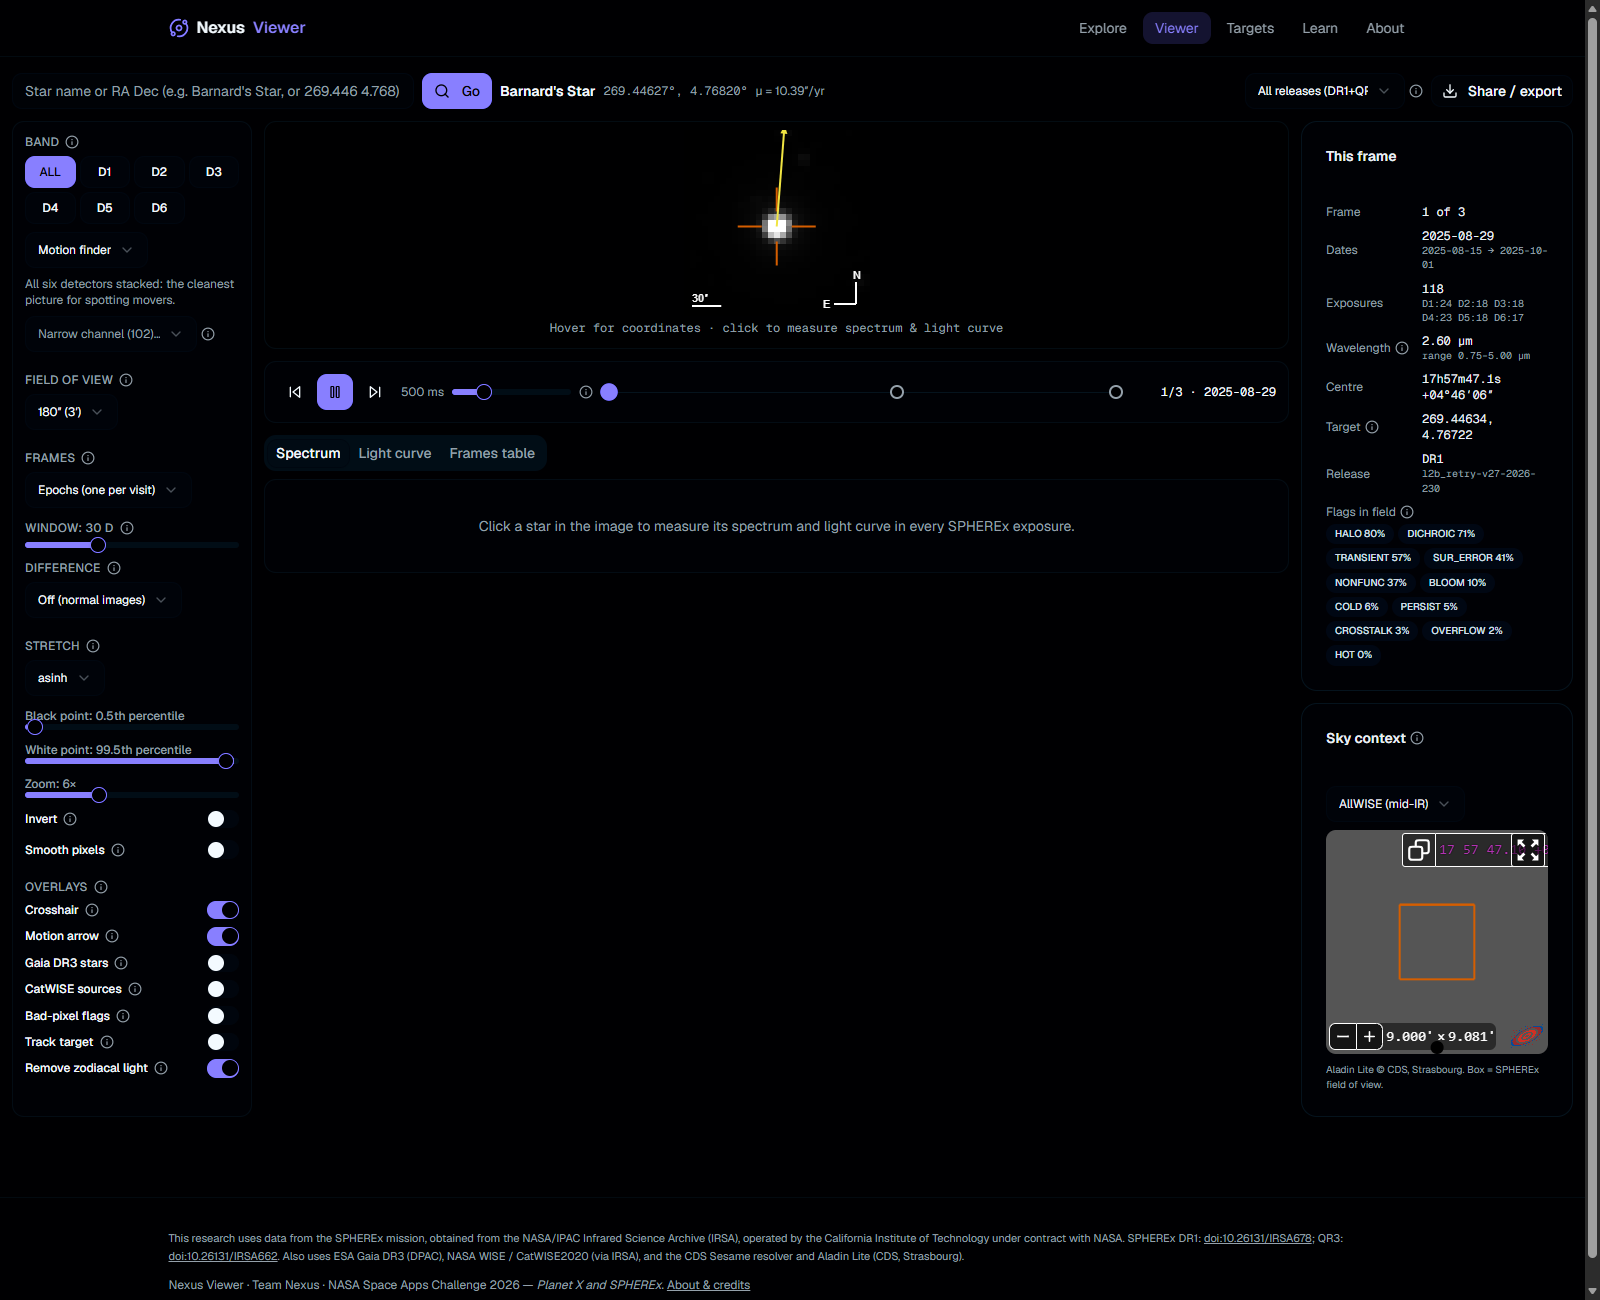 Nexus Viewer
Explore Viewer Targets Learn About
Star name or RA Dec (e.g. Barnard's Star, or 269.446 4.768)
Go
Barnard's Star 269.44627°, 4.76820° μ = 10.39″/yr
All releases (DR1+QF
Share / export
BAND
ALL D1 D2 D3
D4 D5 D6
Motion finder
All six detectors stacked: the cleanest
picture for spotting movers.
Narrow channel (102)…
FIELD OF VIEW
180″ (3′)
FRAMES
Epochs (one per visit)
WINDOW: 30 D
DIFFERENCE
Off (normal images)
STRETCH
asinh
Black point: 0.5th percentile
White point: 99.5th percentile
Zoom: 6×
Invert
Smooth pixels
OVERLAYS
Crosshair
Motion arrow
Gaia DR3 stars
CatWISE sources
Bad-pixel flags
Track target
Remove zodiacal light
30″
N
E
Hover for coordinates · click to measure spectrum & light curve
500 ms
1/3 · 2025-08-29
Spectrum Light curve Frames table
Click a star in the image to measure its spectrum and light curve in every SPHEREx exposure.
This frame
Frame 1 of 3
Dates 2025-08-29
2025-08-15 → 2025-10-
01
Exposures 118
D1:24 D2:18 D3:18
D4:23 D5:18 D6:17
Wavelength 2.60 μm
range 0.75–5.00 μm
Centre 17h57m47.1s
+04°46′06″
Target 269.44634,
4.76722
Release DR1
l2b_retry-v27-2026-
230
Flags in field
HALO 80% DICHROIC 71%
TRANSIENT 57% SUR_ERROR 41%
NONFUNC 37% BLOOM 10%
COLD 6% PERSIST 5%
CROSSTALK 3% OVERFLOW 2%
HOT 0%
Sky context
AllWISE (mid-IR)
17 57 47.
9.000' x 9.081'
Aladin Lite © CDS, Strasbourg. Box = SPHEREx
field of view.
This research uses data from the SPHEREx mission, obtained from the NASA/IPAC Infrared Science Archive (IRSA), operated by the California Institute of Technology under contract with NASA. SPHEREx DR1: doi:10.26131/IRSA678; QR3:
doi:10.26131/IRSA662. Also uses ESA Gaia DR3 (DPAC), NASA WISE / CatWISE2020 (via IRSA), and the CDS Sesame resolver and Aladin Lite (CDS, Strasbourg).
Nexus Viewer · Team Nexus · NASA Space Apps Challenge 2026 — Planet X and SPHEREx. About & credits